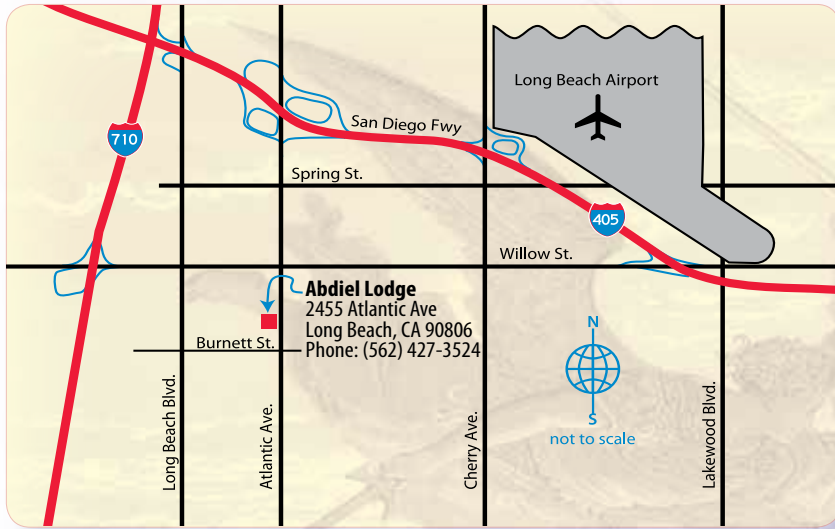 Long Beach Airport
San Diego Fwy
710
Spring St.
405
Willow St.
Abdiel Lodge
2455 Atlantic Ave
Long Beach, CA 90806
Phone: (562) 427-3524
Burnett St.
N
S
not to scale
Long Beach Blvd.
Atlantic Ave.
Cherry Ave.
Lakewood Blvd.